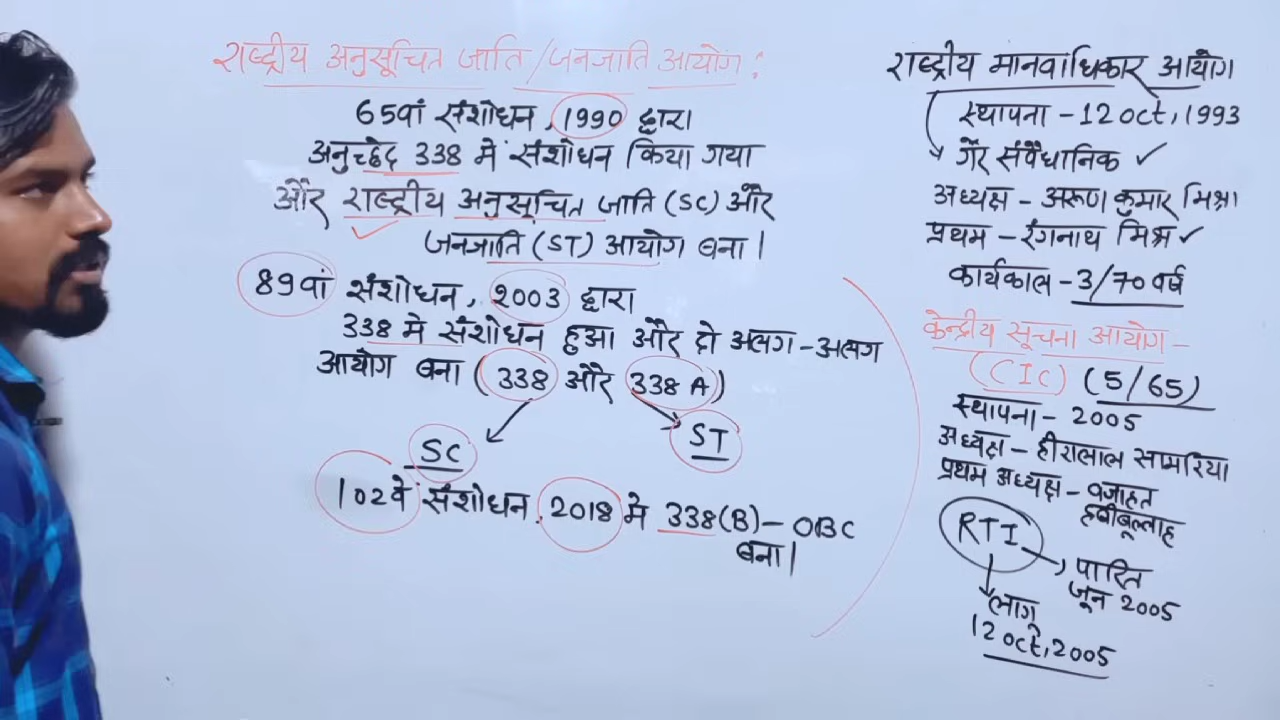 राष्ट्रीय अनुसूचित जाति/जनजाति आयोग :
65वां संशोधन, 1990 द्वारा
अनुच्छेद 338 मे संशोधन किया गया
और राष्ट्रीय अनुसूचित जाति (SC) और
जनजाति (ST) आयोग बना।
89वां संशोधन, 2003 द्वारा
338 मे संशोधन हुआ और दो अलग-अलग
आयोग बना (338 और 338 A)
SC
ST
102वे संशोधन, 2018 मे 338(B) - OBC
बना।
राष्ट्रीय मानवाधिकार आयोग
स्थापना - 12 oct, 1993
गैर संवैधानिक ✓
अध्यक्ष - अरूण कुमार मिश्रा
प्रथम - रंगनाथ मिश्र ✓
कार्यकाल - 3/70 वर्ष
केन्द्रीय सूचना आयोग -
(CIC) (5/65)
स्थापना - 2005
अध्यक्ष - हीरालाल सामरिया
प्रथम अध्यक्ष - वजाहत
हबीबूल्लाह
RTI
पारित
जून 2005
लाग
12 oct, 2005